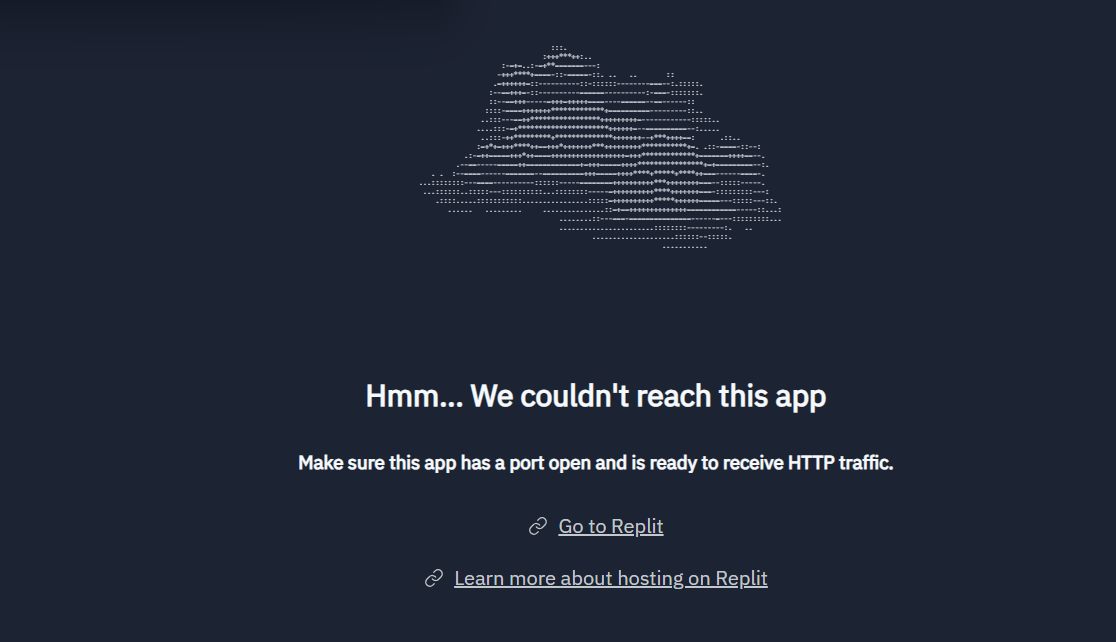 Hmm... We couldn't reach this app
Make sure this app has a port open and is ready to receive HTTP traffic.
Go to Replit
Learn more about hosting on Replit